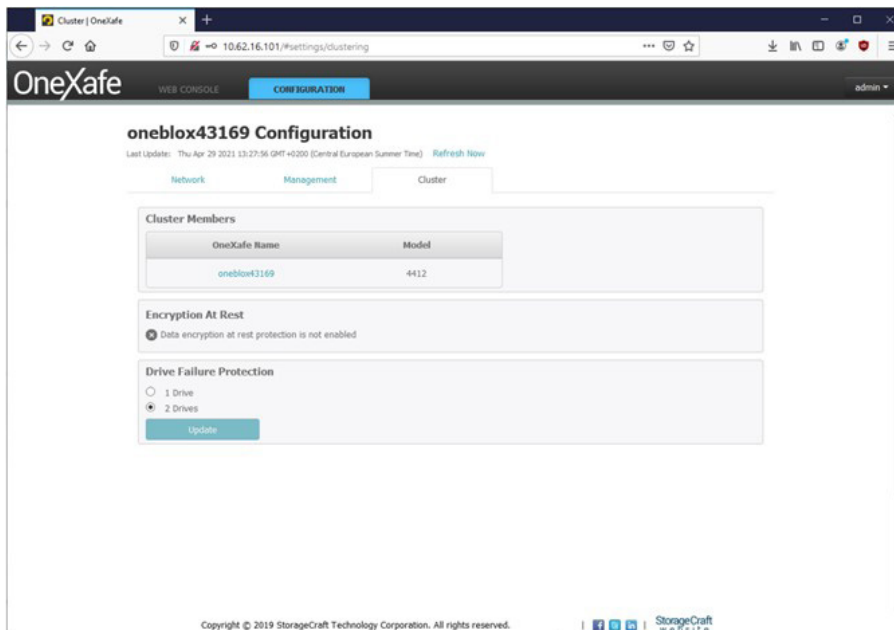 Cluster | OneXafe
10.62.16.101/#settings/clustering
OneXafe WEB CONSOLE CONFIGURATION admin
oneblox43169 Configuration
Last Update: Thu Apr 29 2021 13:27:56 GMT+0200 (Central European Summer Time) Refresh Now
Network Management Cluster
Cluster Members
OneXafe Name Model
oneblox43169 4412
Encryption At Rest
Data encryption at rest protection is not enabled
Drive Failure Protection
1 Drive
2 Drives
Update
Copyright © 2019 StorageCraft Technology Corporation. All rights reserved. | f in | StorageCraft
website